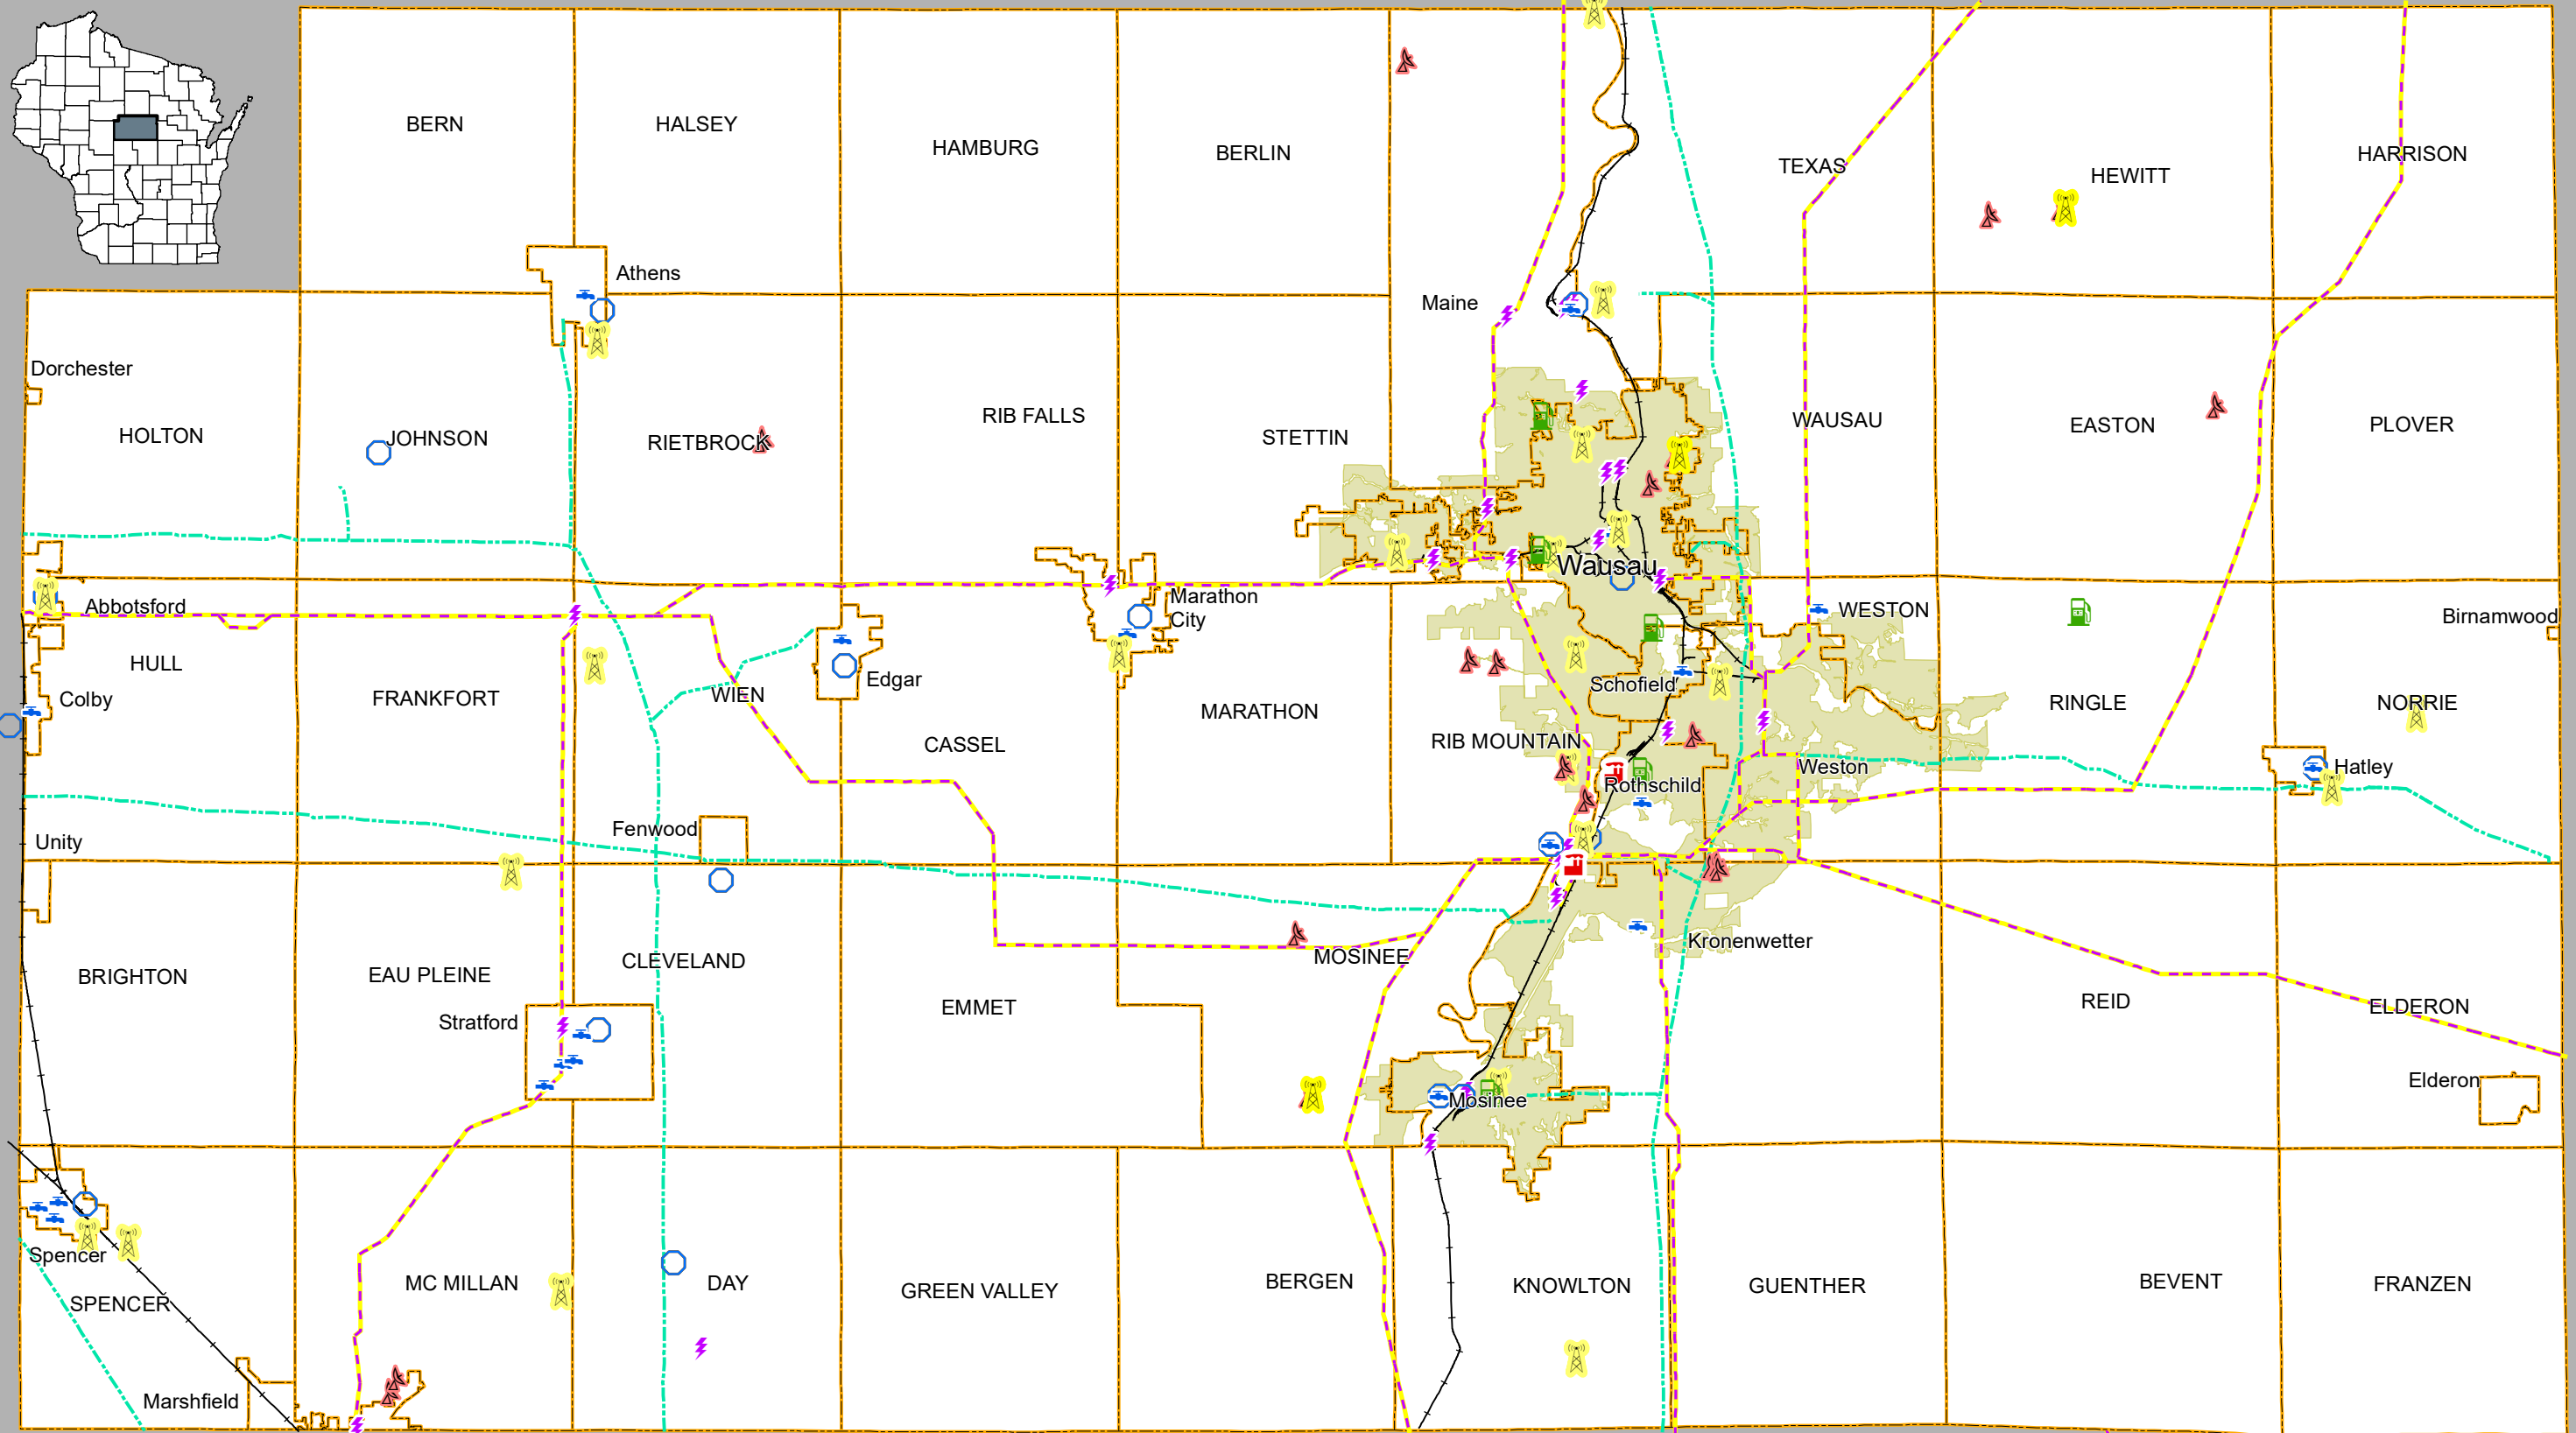 BERN
HALSEY
HAMBURG
BERLIN
TEXAS
HEWITT
HARRISON
Athens
Maine
Dorchester
HOLTON
JOHNSON
RIETBROCK
RIB FALLS
STETTIN
WAUSAU
EASTON
PLOVER
Wausau
Abbotsford
Marathon
City
WESTON
Birnamwood
HULL
Colby
FRANKFORT
WIEN
Edgar
CASSEL
MARATHON
Schofield
RIB MOUNTAIN
RINGLE
NORRIE
Weston
Hatley
Rothschild
Unity
Fenwood
BRIGHTON
EAU PLEINE
CLEVELAND
MOSINEE
Kronenwetter
Stratford
EMMET
REID
ELDERON
Mosinee
Elderon
Spencer
SPENCER
MC MILLAN
DAY
GREEN VALLEY
BERGEN
KNOWLTON
GUENTHER
BEVENT
FRANZEN
Marshfield